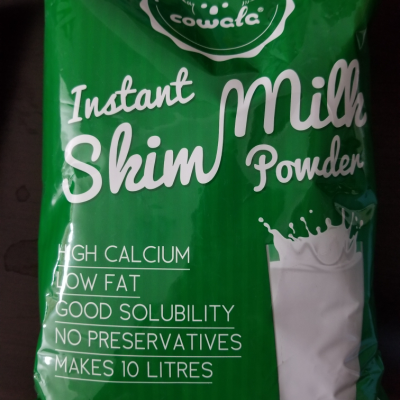 cowala
Instant
Skim Milk
Powder
HIGH CALCIUM
LOW FAT
GOOD SOLUBILITY
NO PRESERVATIVES
MAKES 10 LITRES